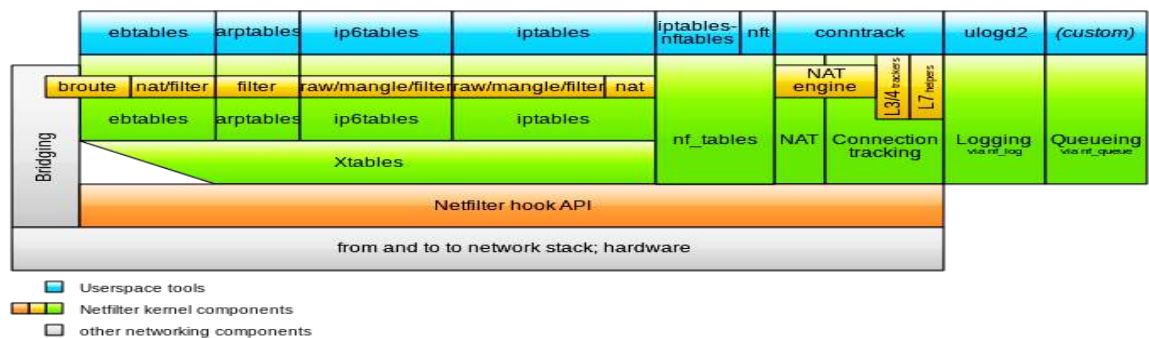 ebtables arptables ip6tables iptables iptables-nftables nft conntrack ulogd2 (custom)
broute nat/filter filter raw/mangle/filter raw/mangle/filter nat NAT engine L3/4 trackers L7 helpers
Bridging
ebtables arptables ip6tables iptables nf_tables NAT Connection tracking Logging via nf_log Queueing via nf_queue
Xtables
Netfilter hook API
from and to to network stack; hardware
Userspace tools
Netfilter kernel components
other networking components